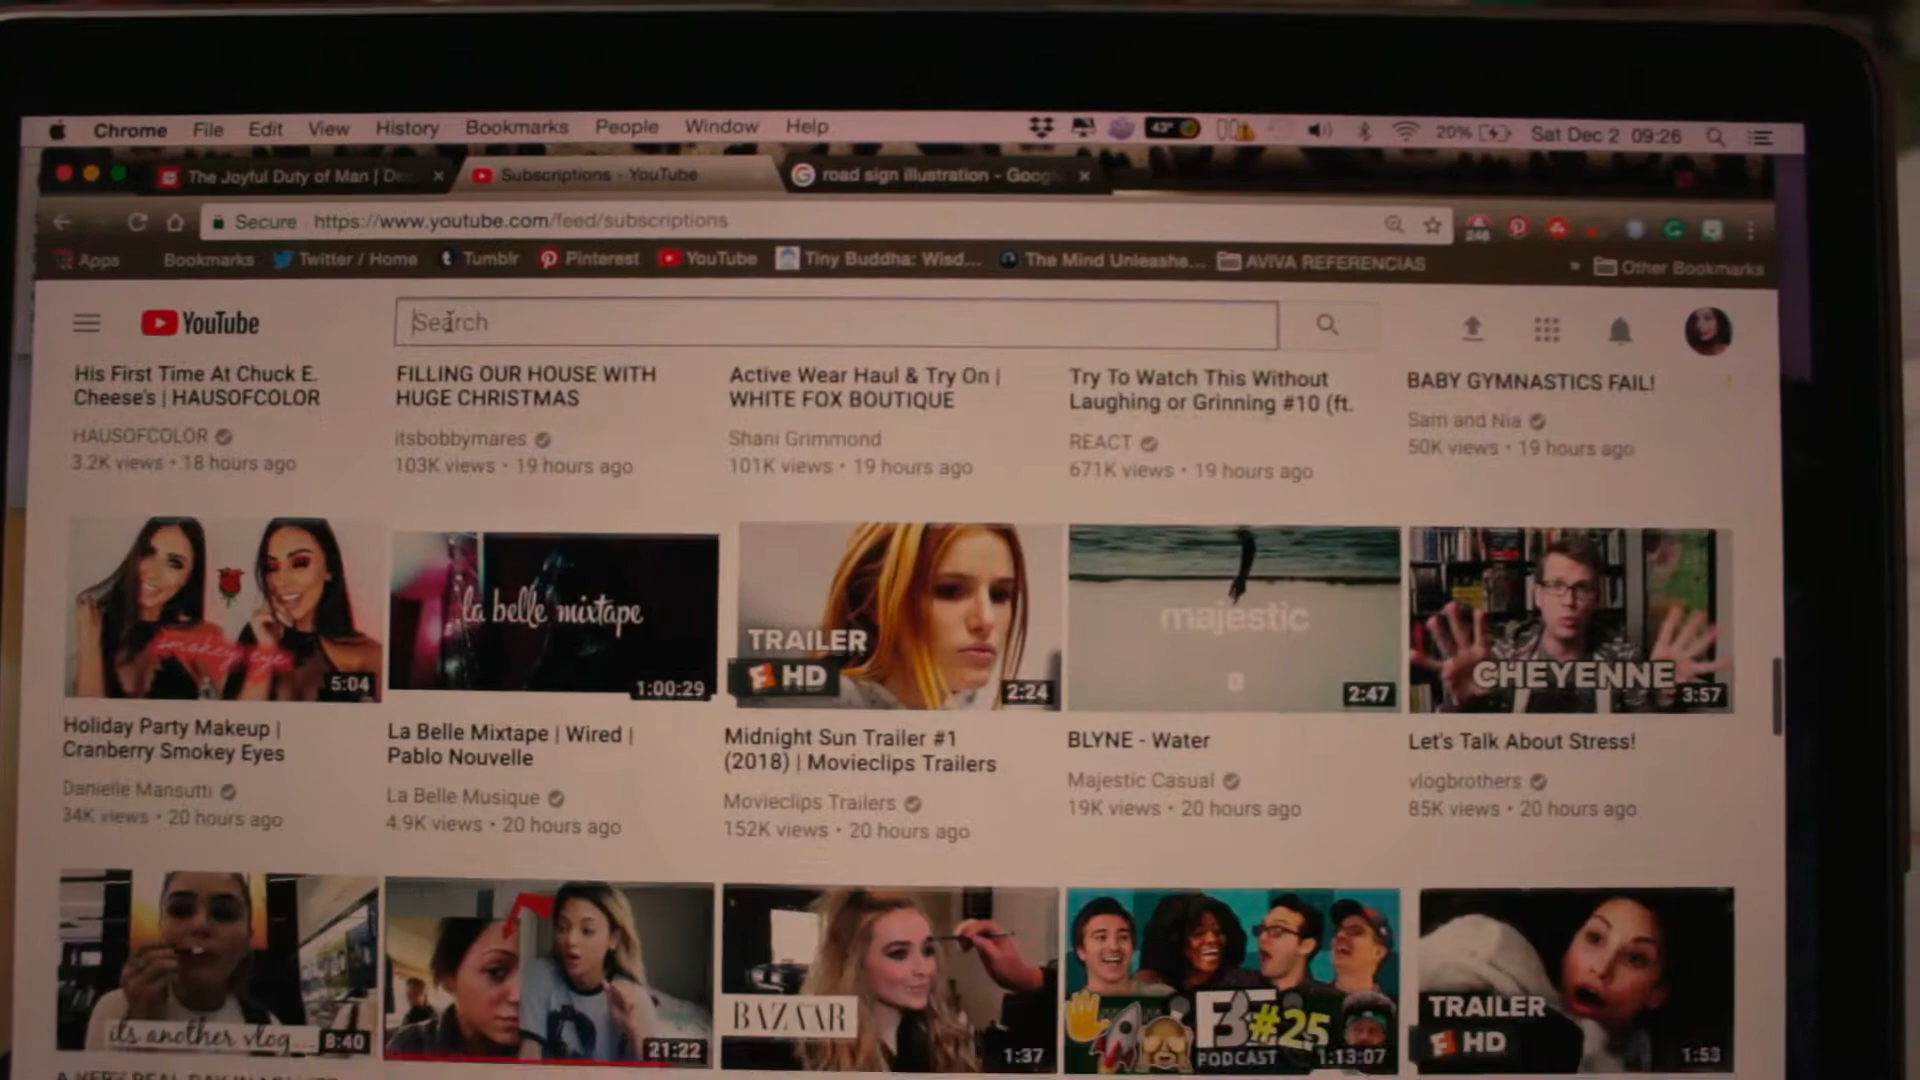 Chrome File Edit View History Bookmarks People Window Help
43° 20% Sat Dec 2 09:26
The Joyful Duty of Man | De
Subscriptions - YouTube
road sign illustration - Goog
Secure https://www.youtube.com/feed/subscriptions
Apps Bookmarks Twitter / Home Tumblr Pinterest YouTube Tiny Buddha: Wisd... The Mind Unleashe... AVIVA REFERENCIAS » Other Bookmarks
YouTube
Search
His First Time At Chuck E.
Cheese's | HAUSOFCOLOR
HAUSOFCOLOR
3.2K views • 18 hours ago
FILLING OUR HOUSE WITH
HUGE CHRISTMAS
itsbobbymares
103K views • 19 hours ago
Active Wear Haul & Try On |
WHITE FOX BOUTIQUE
Shani Grimmond
101K views • 19 hours ago
Try To Watch This Without
Laughing or Grinning #10 (ft.
REACT
671K views • 19 hours ago
BABY GYMNASTICS FAIL!
Sam and Nia
50K views • 19 hours ago
smokey eye
5:04
Holiday Party Makeup |
Cranberry Smokey Eyes
Danielle Mansutti
34K views • 20 hours ago
la belle mixtape
1:00:29
La Belle Mixtape | Wired |
Pablo Nouvelle
La Belle Musique
4.9K views • 20 hours ago
TRAILER
HD
2:24
Midnight Sun Trailer #1
(2018) | Movieclips Trailers
Movieclips Trailers
152K views • 20 hours ago
majestic
2:47
BLYNE - Water
Majestic Casual
19K views • 20 hours ago
CHEYENNE
3:57
Let's Talk About Stress!
vlogbrothers
85K views • 20 hours ago
its another vlog...
8:40
21:22
BAZAAR
1:37
#25
PODCAST
1:13:07
TRAILER
HD
1:53